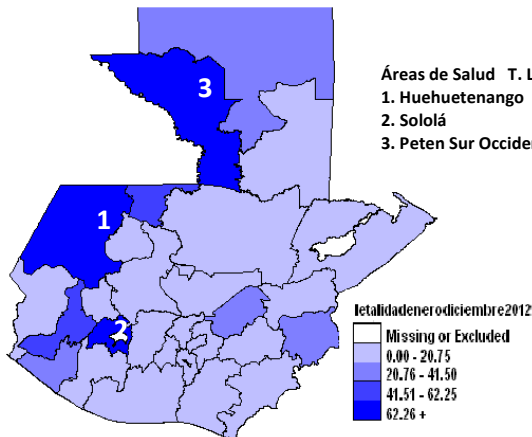 Áreas de Salud T. L
1. Huehuetenango
2. Sololá
3. Peten Sur Occiden
3
1
2
letalidadenerodiciembre2012
Missing or Excluded
0.00 - 20.75
20.76 - 41.50
41.51 - 62.25
62.26 +